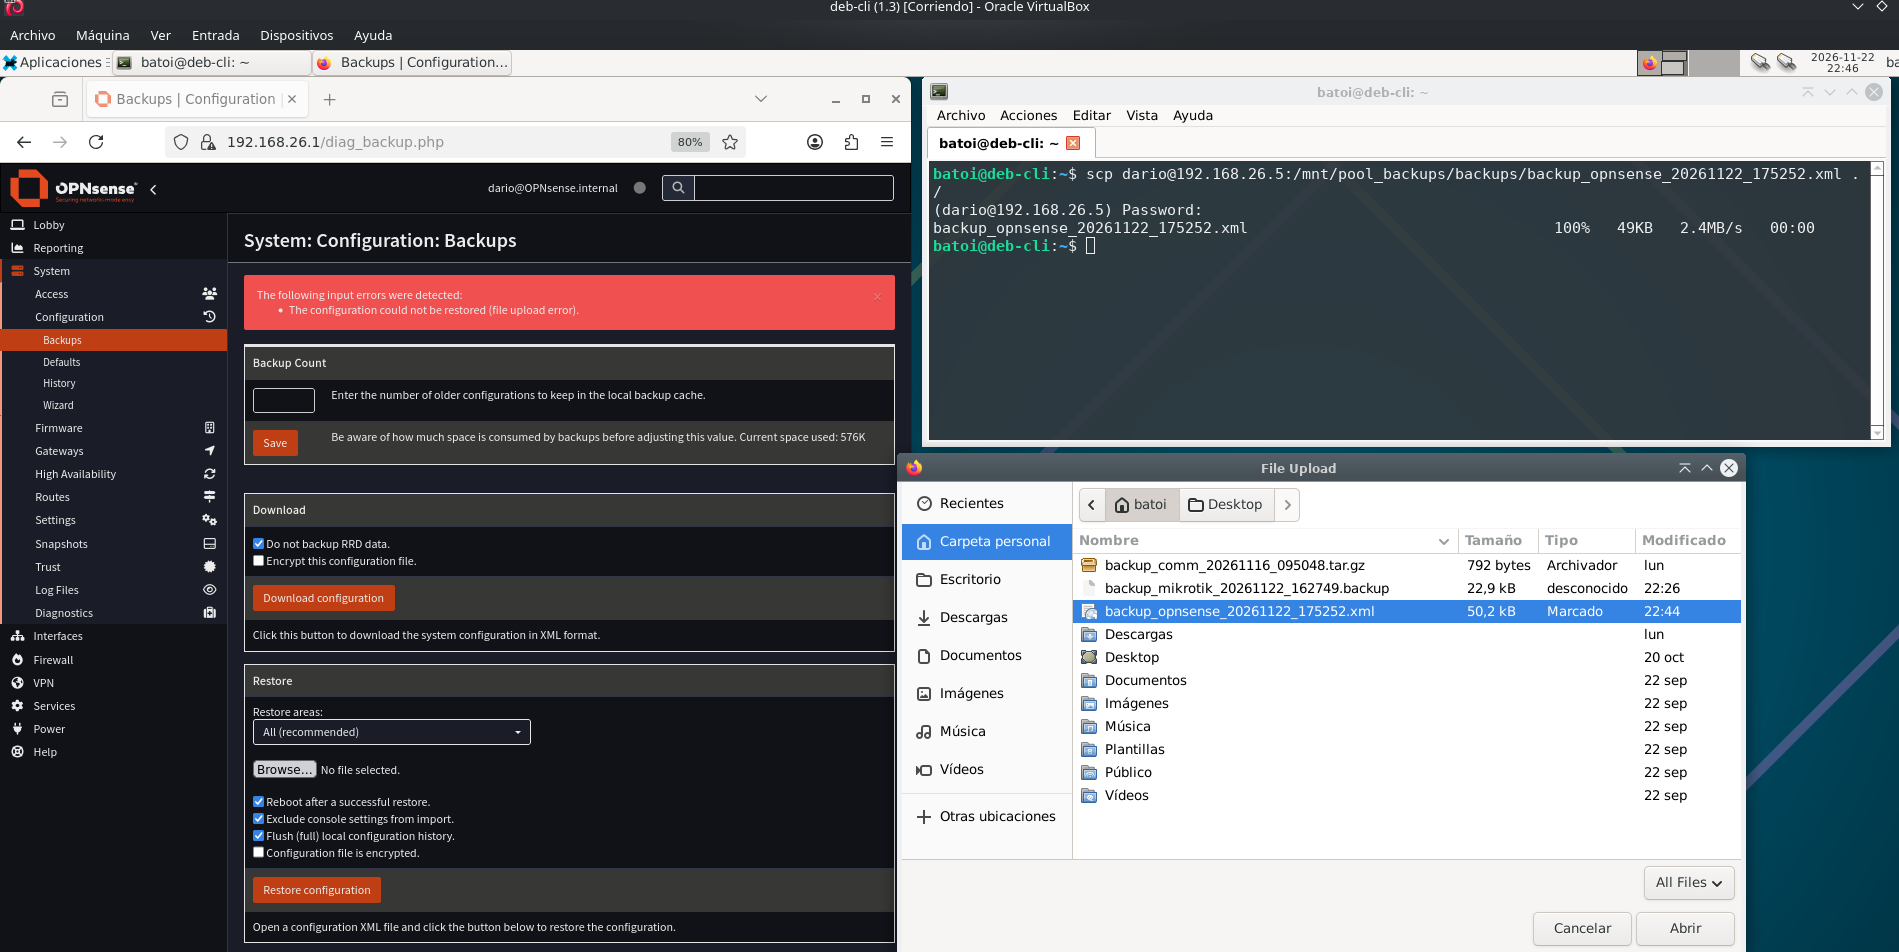 deb-cli (1.3) [Corriendo] - Oracle VirtualBox
Archivo Máquina Ver Entrada Dispositivos Ayuda
Aplicaciones batoi@deb-cli: ~ Backups | Configuration...
2026-11-22
22:46
ba
Backups | Configuration
192.168.26.1/diag_backup.php 80%
OPNsense
Securing networks made easy
dario@OPNsense.internal
Lobby
Reporting
System
Access
Configuration
Backups
Defaults
History
Wizard
Firmware
Gateways
High Availability
Routes
Settings
Snapshots
Trust
Log Files
Diagnostics
Interfaces
Firewall
VPN
Services
Power
Help
System: Configuration: Backups
The following input errors were detected:
• The configuration could not be restored (file upload error).
Backup Count
Enter the number of older configurations to keep in the local backup cache.
Save
Be aware of how much space is consumed by backups before adjusting this value. Current space used: 576K
Download
Do not backup RRD data.
Encrypt this configuration file.
Download configuration
Click this button to download the system configuration in XML format.
Restore
Restore areas:
All (recommended)
Browse... No file selected.
Reboot after a successful restore.
Exclude console settings from import.
Flush (full) local configuration history.
Configuration file is encrypted.
Restore configuration
Open a configuration XML file and click the button below to restore the configuration.
batoi@deb-cli: ~
Archivo Acciones Editar Vista Ayuda
batoi@deb-cli: ~
batoi@deb-cli:~$ scp dario@192.168.26.5:/mnt/pool_backups/backups/backup_opnsense_20261122_175252.xml .
/
(dario@192.168.26.5) Password:
backup_opnsense_20261122_175252.xml 100% 49KB 2.4MB/s 00:00
batoi@deb-cli:~$
File Upload
Recientes
Carpeta personal
Escritorio
Descargas
Documentos
Imágenes
Música
Vídeos
Otras ubicaciones
batoi Desktop
Nombre Tamaño Tipo Modificado
backup_comm_20261116_095048.tar.gz 792 bytes Archivador lun
backup_mikrotik_20261122_162749.backup 22,9 kB desconocido 22:26
backup_opnsense_20261122_175252.xml 50,2 kB Marcado 22:44
Descargas lun
Desktop 20 oct
Documentos 22 sep
Imágenes 22 sep
Música 22 sep
Plantillas 22 sep
Público 22 sep
Vídeos 22 sep
All Files
Cancelar Abrir